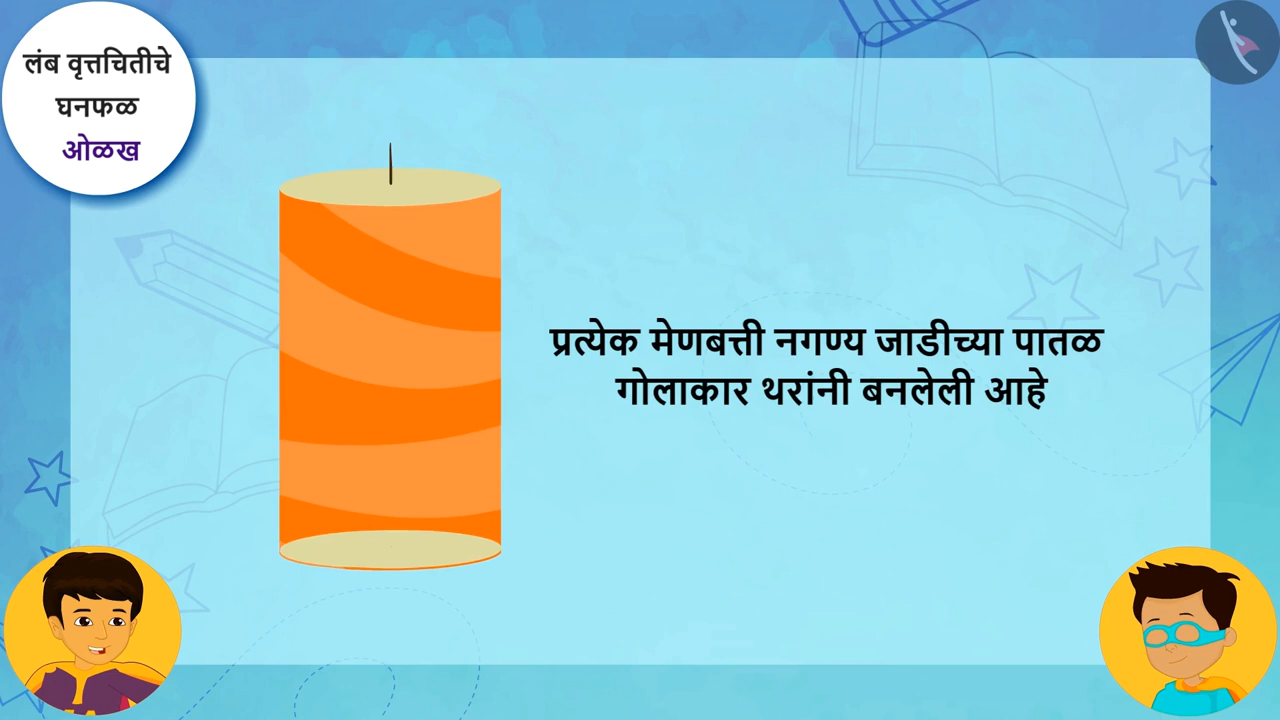 लंब वृत्तचितीचे
घनफळ
ओळख
प्रत्येक मेणबत्ती नगण्य जाडीच्या पातळ
गोलाकार थरांनी बनलेली आहे